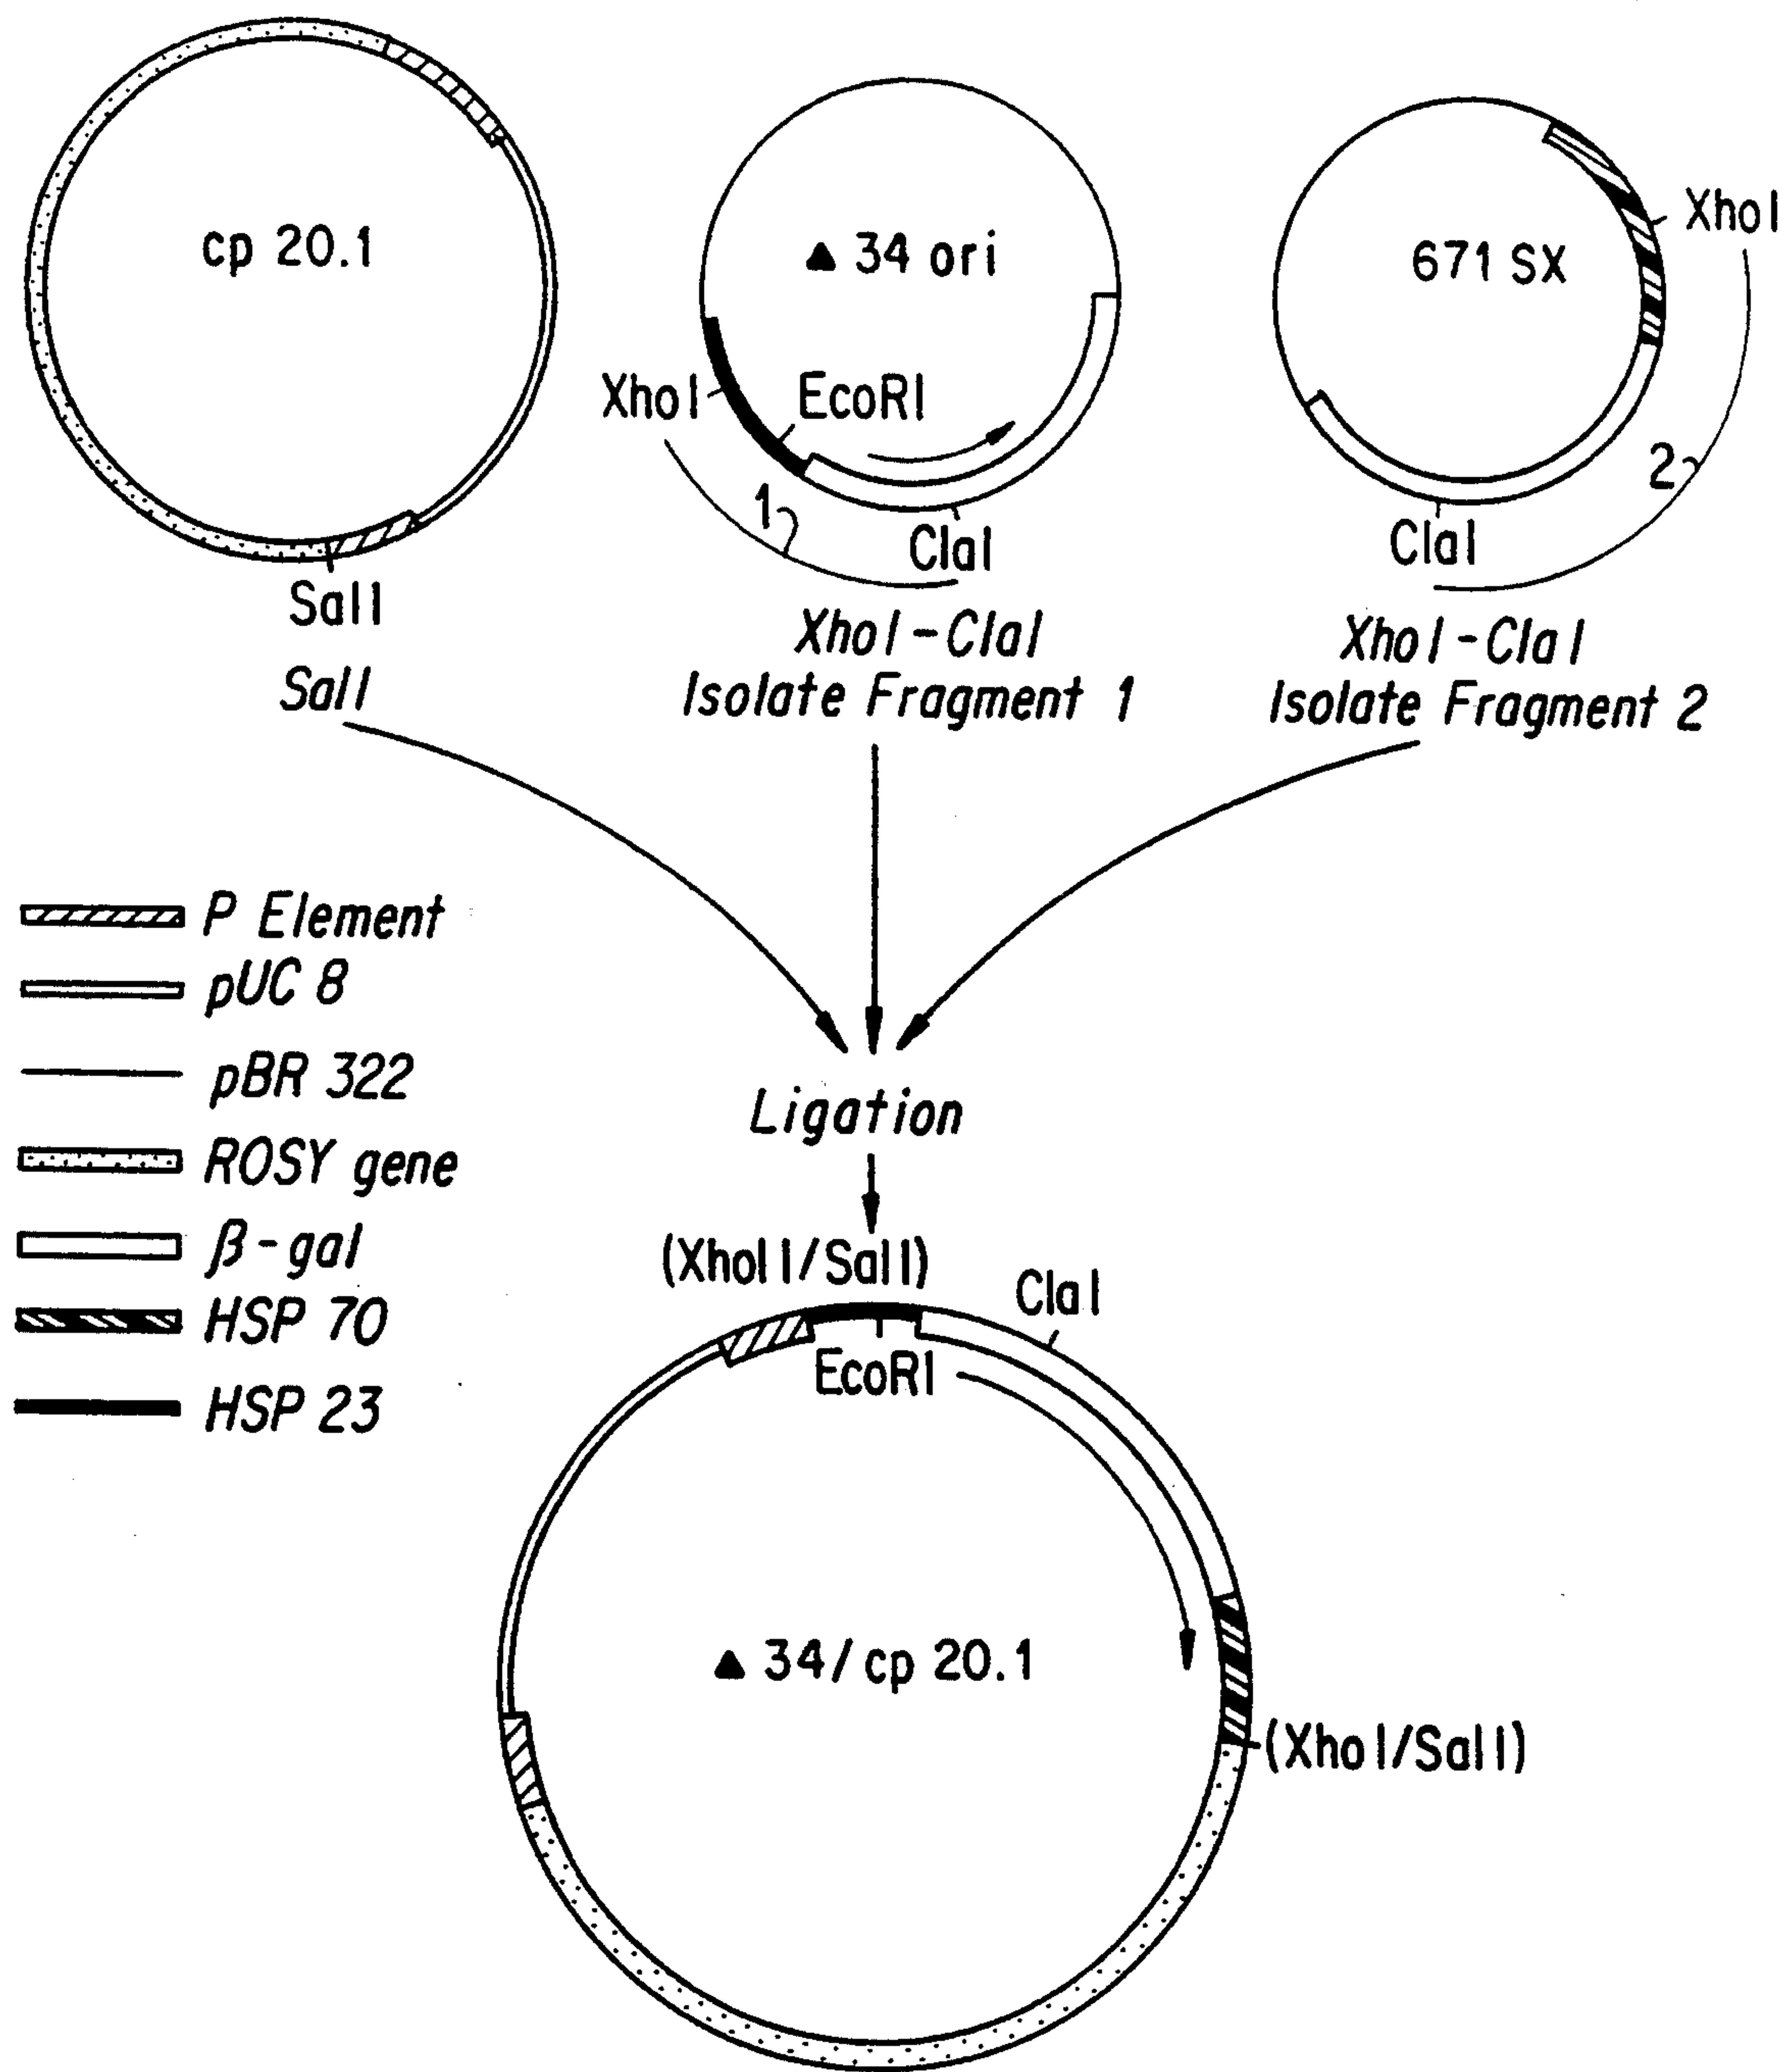 cp 20.1
SalI
SalI
▲ 34 ori
XhoI
EcoRI
1
ClaI
XhoI-ClaI
Isolate Fragment 1
671 SX
XhoI
2
ClaI
XhoI-ClaI
Isolate Fragment 2
P Element
pUC 8
pBR 322
ROSY gene
β-gal
HSP 70
HSP 23
Ligation
(XhoII/SalI)
ClaI
EcoRI
▲ 34/cp 20.1
(XhoI/SalI)